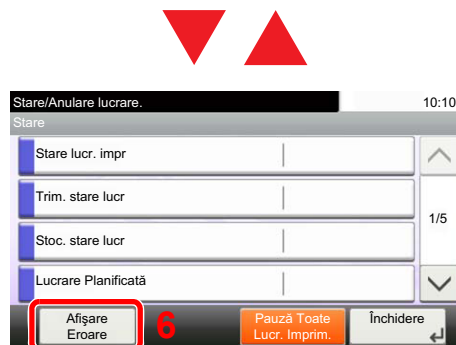 Stare/Anulare lucrare.
10:10
Stare
Stare lucr. impr
Trim. stare lucr
1/5
Stoc. stare lucr
Lucrare Planificată
Afişare
Eroare
6
Pauză Toate
Lucr. Imprim.
Închidere